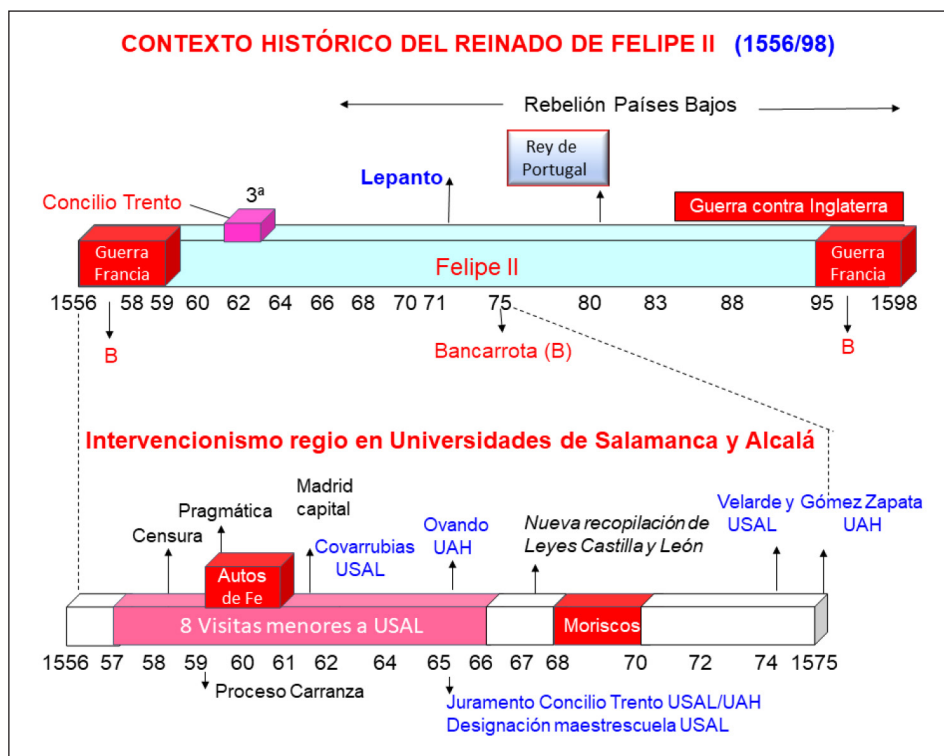 CONTEXTO HISTÓRICO DEL REINADO DE FELIPE II (1556/98)
Rebelión Países Bajos
Rey de
Portugal
Lepanto
Concilio Trento
3ª
Guerra contra Inglaterra
Guerra
Francia
Felipe II
Guerra
Francia
1556 58 59 60 62 64 66 68 70 71 75 80 83 88 95 1598
B
Bancarrota (B)
B
Intervencionismo regio en Universidades de Salamanca y Alcalá
Censura
Pragmática
Madrid
capital
Covarrubias
USAL
Ovando
UAH
Nueva recopilación de
Leyes Castilla y León
Velarde y
USAL
Gómez Zapata
UAH
Autos
de Fe
8 Visitas menores a USAL
Moriscos
1556 57 58 59 60 61 62 64 65 66 67 68 70 72 74 1575
Proceso Carranza
Juramento Concilio Trento USAL/UAH
Designación maestrescuela USAL